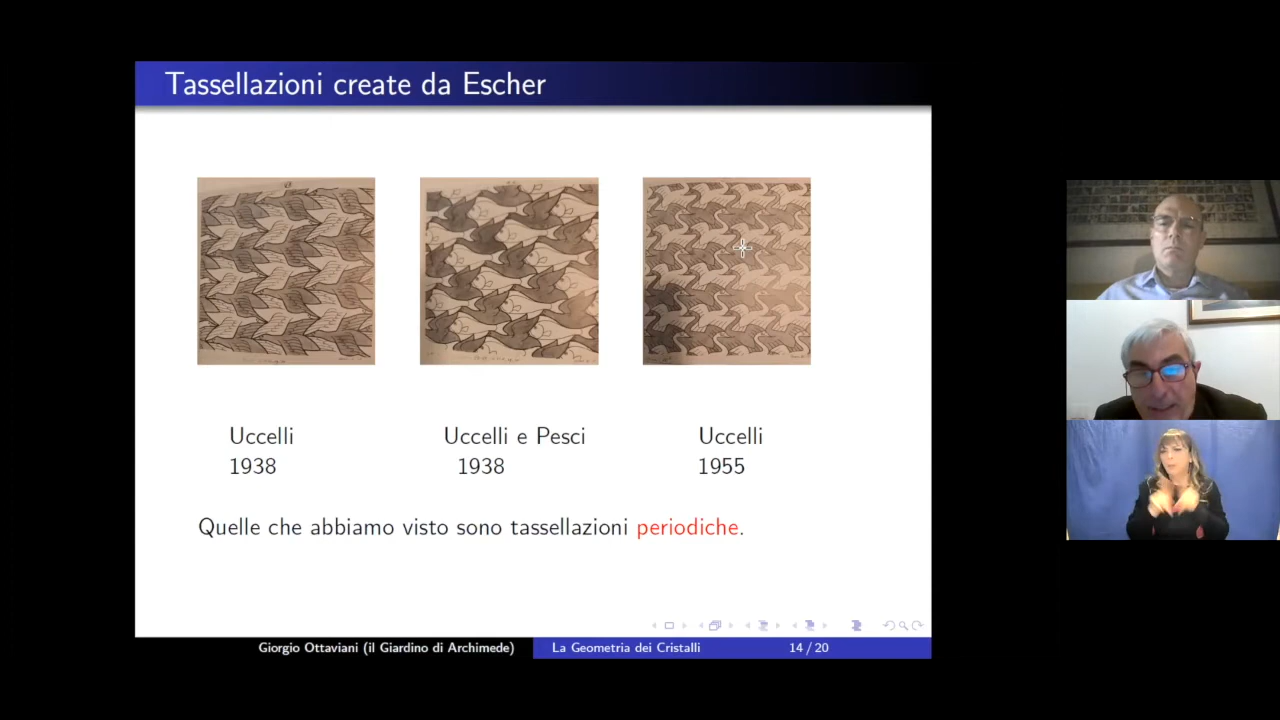 Tassellazioni create da Escher
Uccelli
1938
Uccelli e Pesci
1938
Uccelli
1955
Quelle che abbiamo visto sono tassellazioni periodiche.
Giorgio Ottaviani (il Giardino di Archimede)
La Geometria dei Cristalli
14 / 20